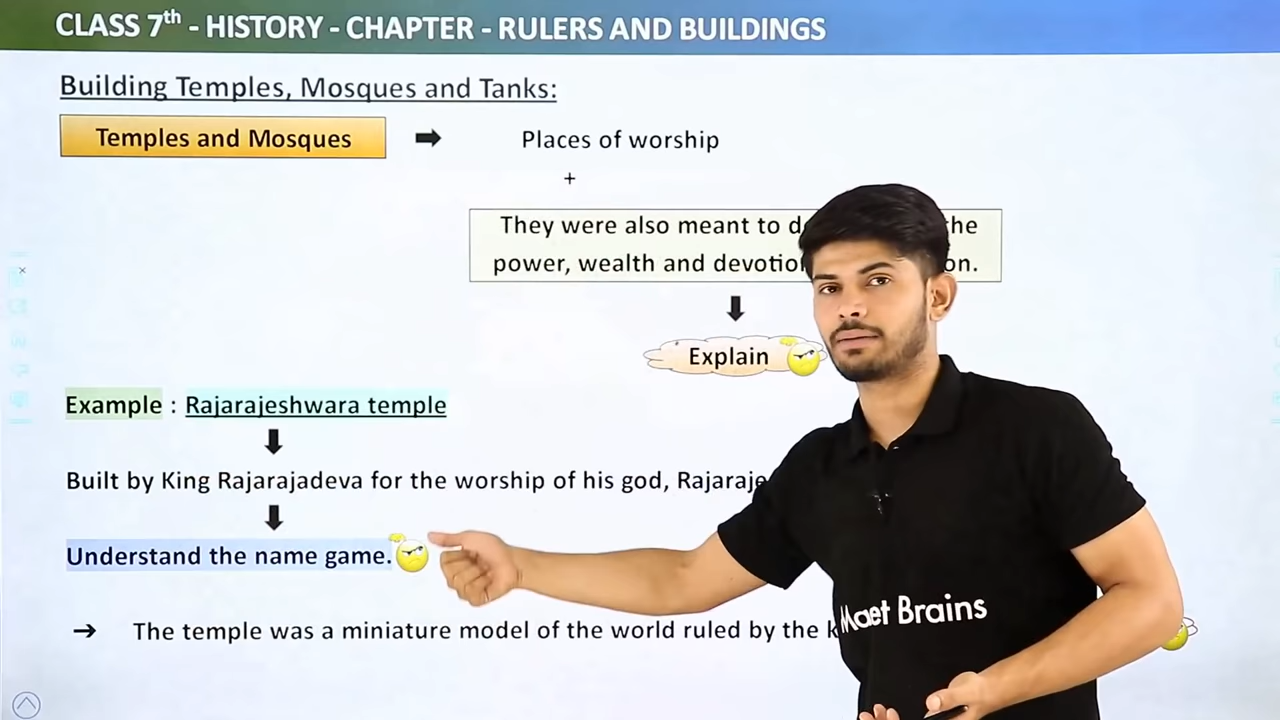 CLASS 7th - HISTORY - CHAPTER - RULERS AND BUILDINGS
Building Temples, Mosques and Tanks:
Temples and Mosques ➡ Places of worship
+
They were also meant to the
power, wealth and
Explain
Example : Rajarajeshwara temple
Built by King Rajarajadeva for the worship of his god,
Understand the name game.
→ The temple was a miniature model of the world ruled by the
Maet Brains